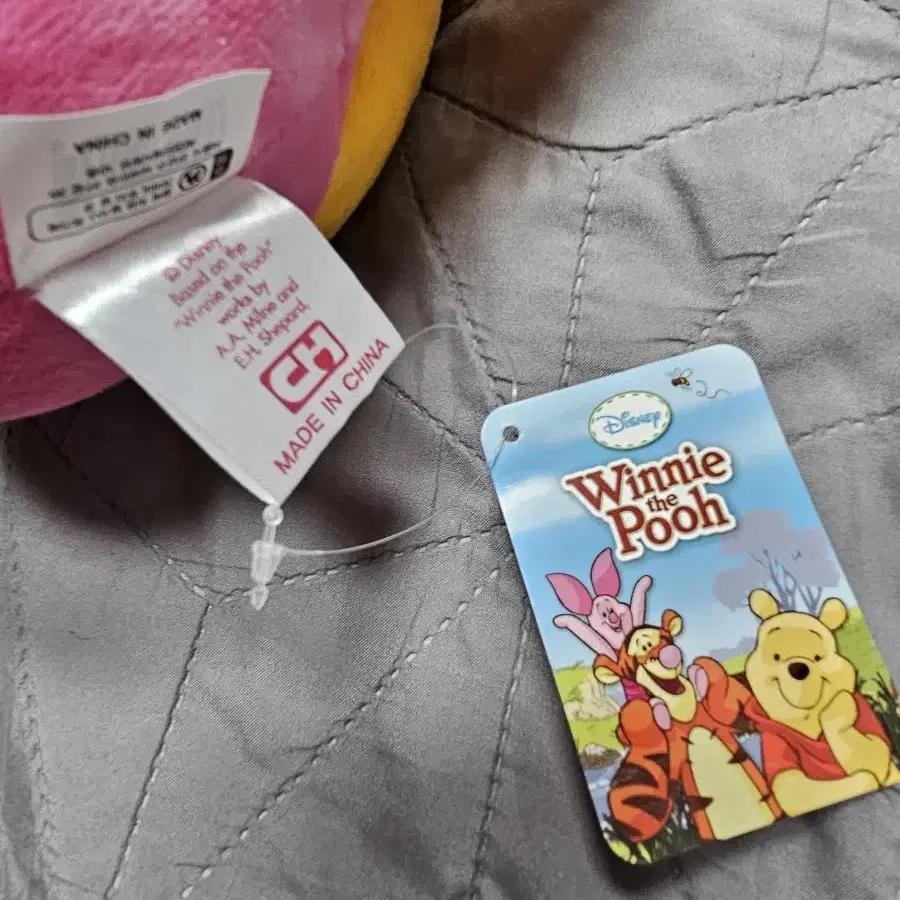 MADE IN CHINA
© Disney
Based on the
"Winnie the Pooh"
works by
A.A. Milne and
E.H. Shepard.
CH
MADE IN CHINA
Disney
Winnie
the
Pooh